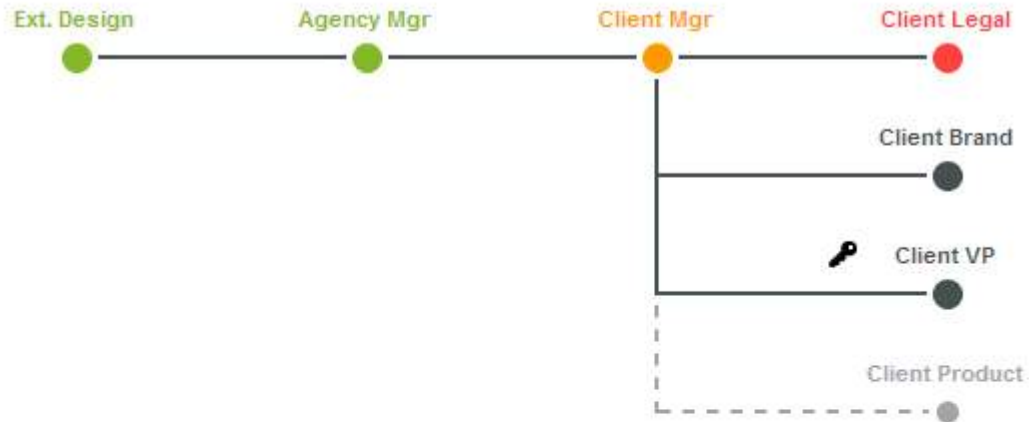 Ext. Design
Agency Mgr
Client Mgr
Client Legal
Client Brand
Client VP
Client Product